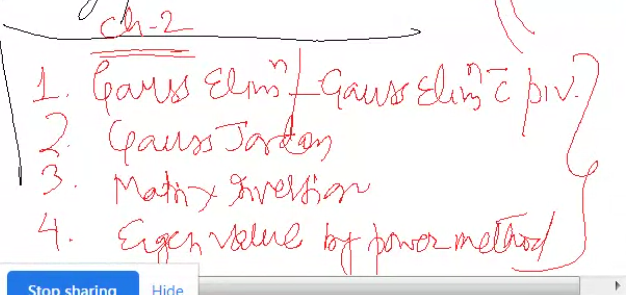 Ch-2
1. Gauss Elimⁿ / Gauss Elimⁿ c̄ piv.
2. Gauss Jordan
3. Matrix Inversion
4. Eigen value by power method
Stop sharing Hide